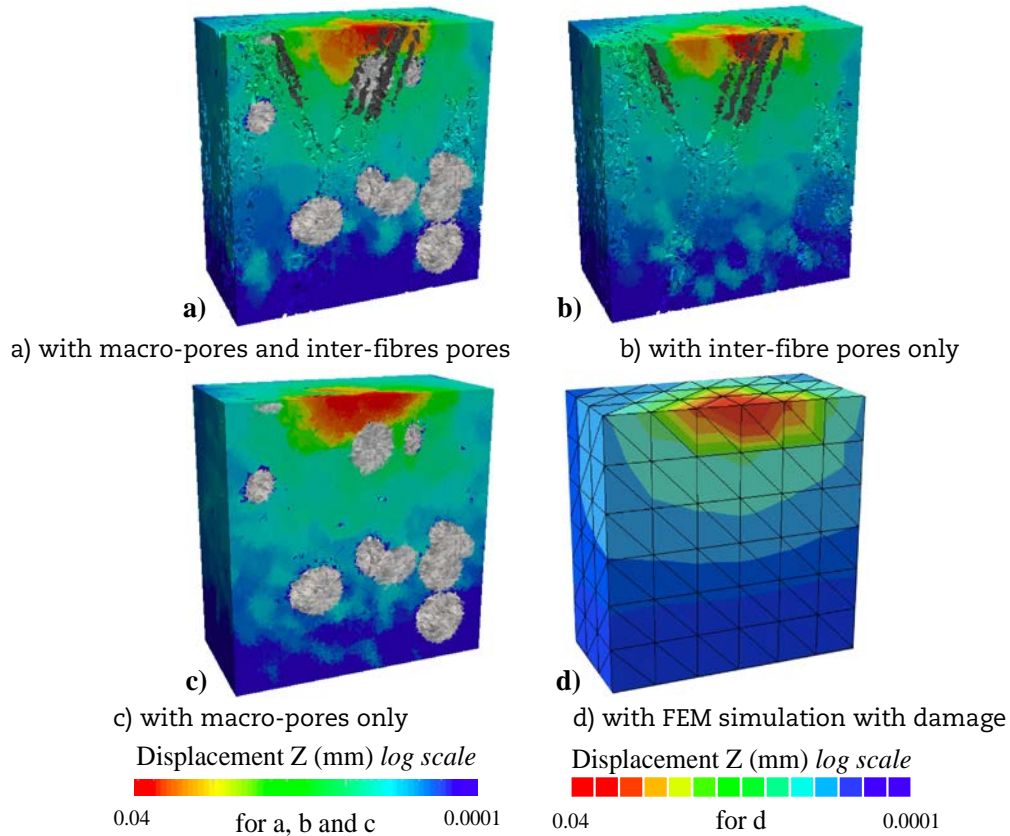 a)
b)
a) with macro-pores and inter-fibres pores
b) with inter-fibre pores only
c)
d)
c) with macro-pores only
d) with FEM simulation with damage
Displacement Z (mm) log scale
0.04
for a, b and c
0.0001
Displacement Z (mm) log scale
0.04
for d
0.0001